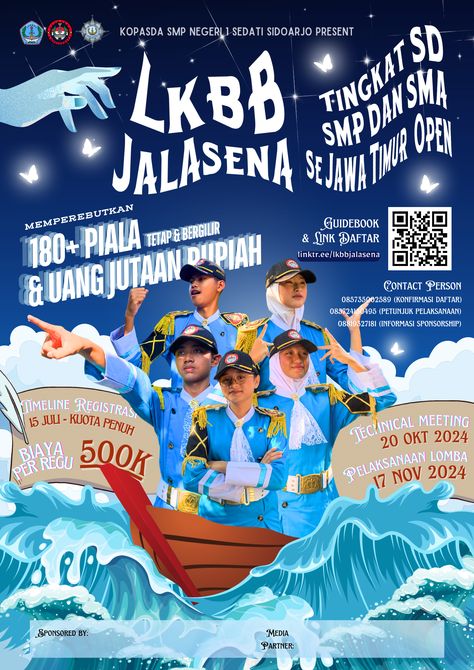 KOPASDA SMP NEGERI 1 SEDATI SIDOARJO PRESENT
LKBB
JALASENA
TINGKAT SD
SMP DAN SMA
SE JAWA TIMUR OPEN
MEMPEREBUTKAN
180+ PIALA TETAP & BERGILIR
& UANG JUTAAN RUPIAH
GUIDEBOOK
& LINK DAFTAR
linktr.ee/lkbbjalasena
CONTACT PERSON
(KONFIRMASI DAFTAR)
(PETUNJUK PELAKSANAAN)
(INFORMASI SPONSORSHIP)
TIMELINE REGISTRASI
15 JULI - KUOTA PENUH
BIAYA
PER REGU
500K
TECHNICAL MEETING
20 OKT 2024
PELAKSANAAN LOMBA
17 NOV 2024
SPONSORED BY:
MEDIA
PARTNER: